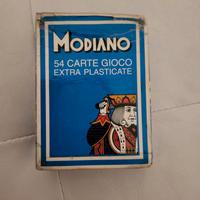 MODIANO
54 CARTE GIOCO
EXTRA PLASTICATE